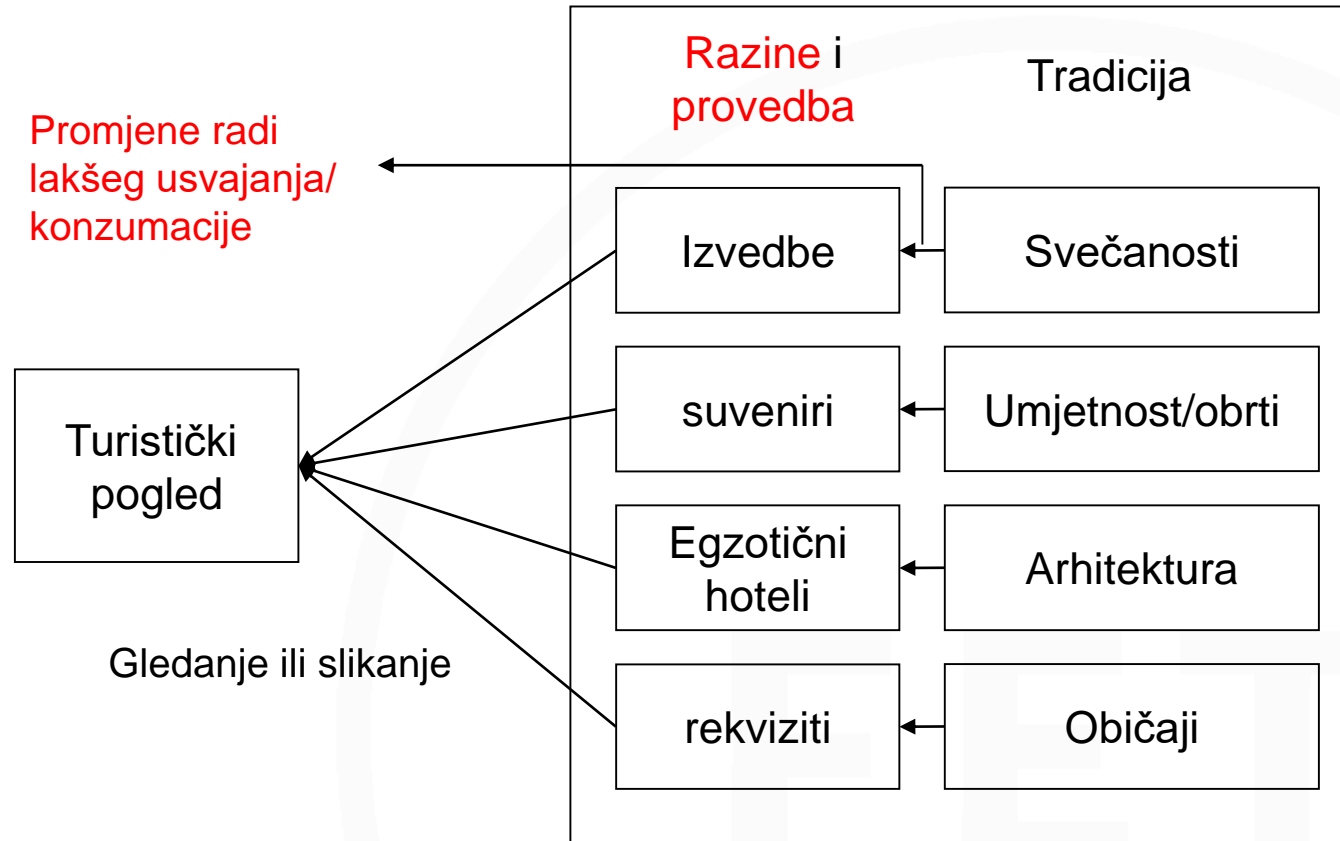 Razine i
provedba
Tradicija
Promjene radi
lakšeg usvajanja/
konzumacije
Izvedbe
Svečanosti
suveniri
Umjetnost/obrti
Turistički
pogled
Egzotični
hoteli
Arhitektura
Gledanje ili slikanje
rekviziti
Običaji
FET